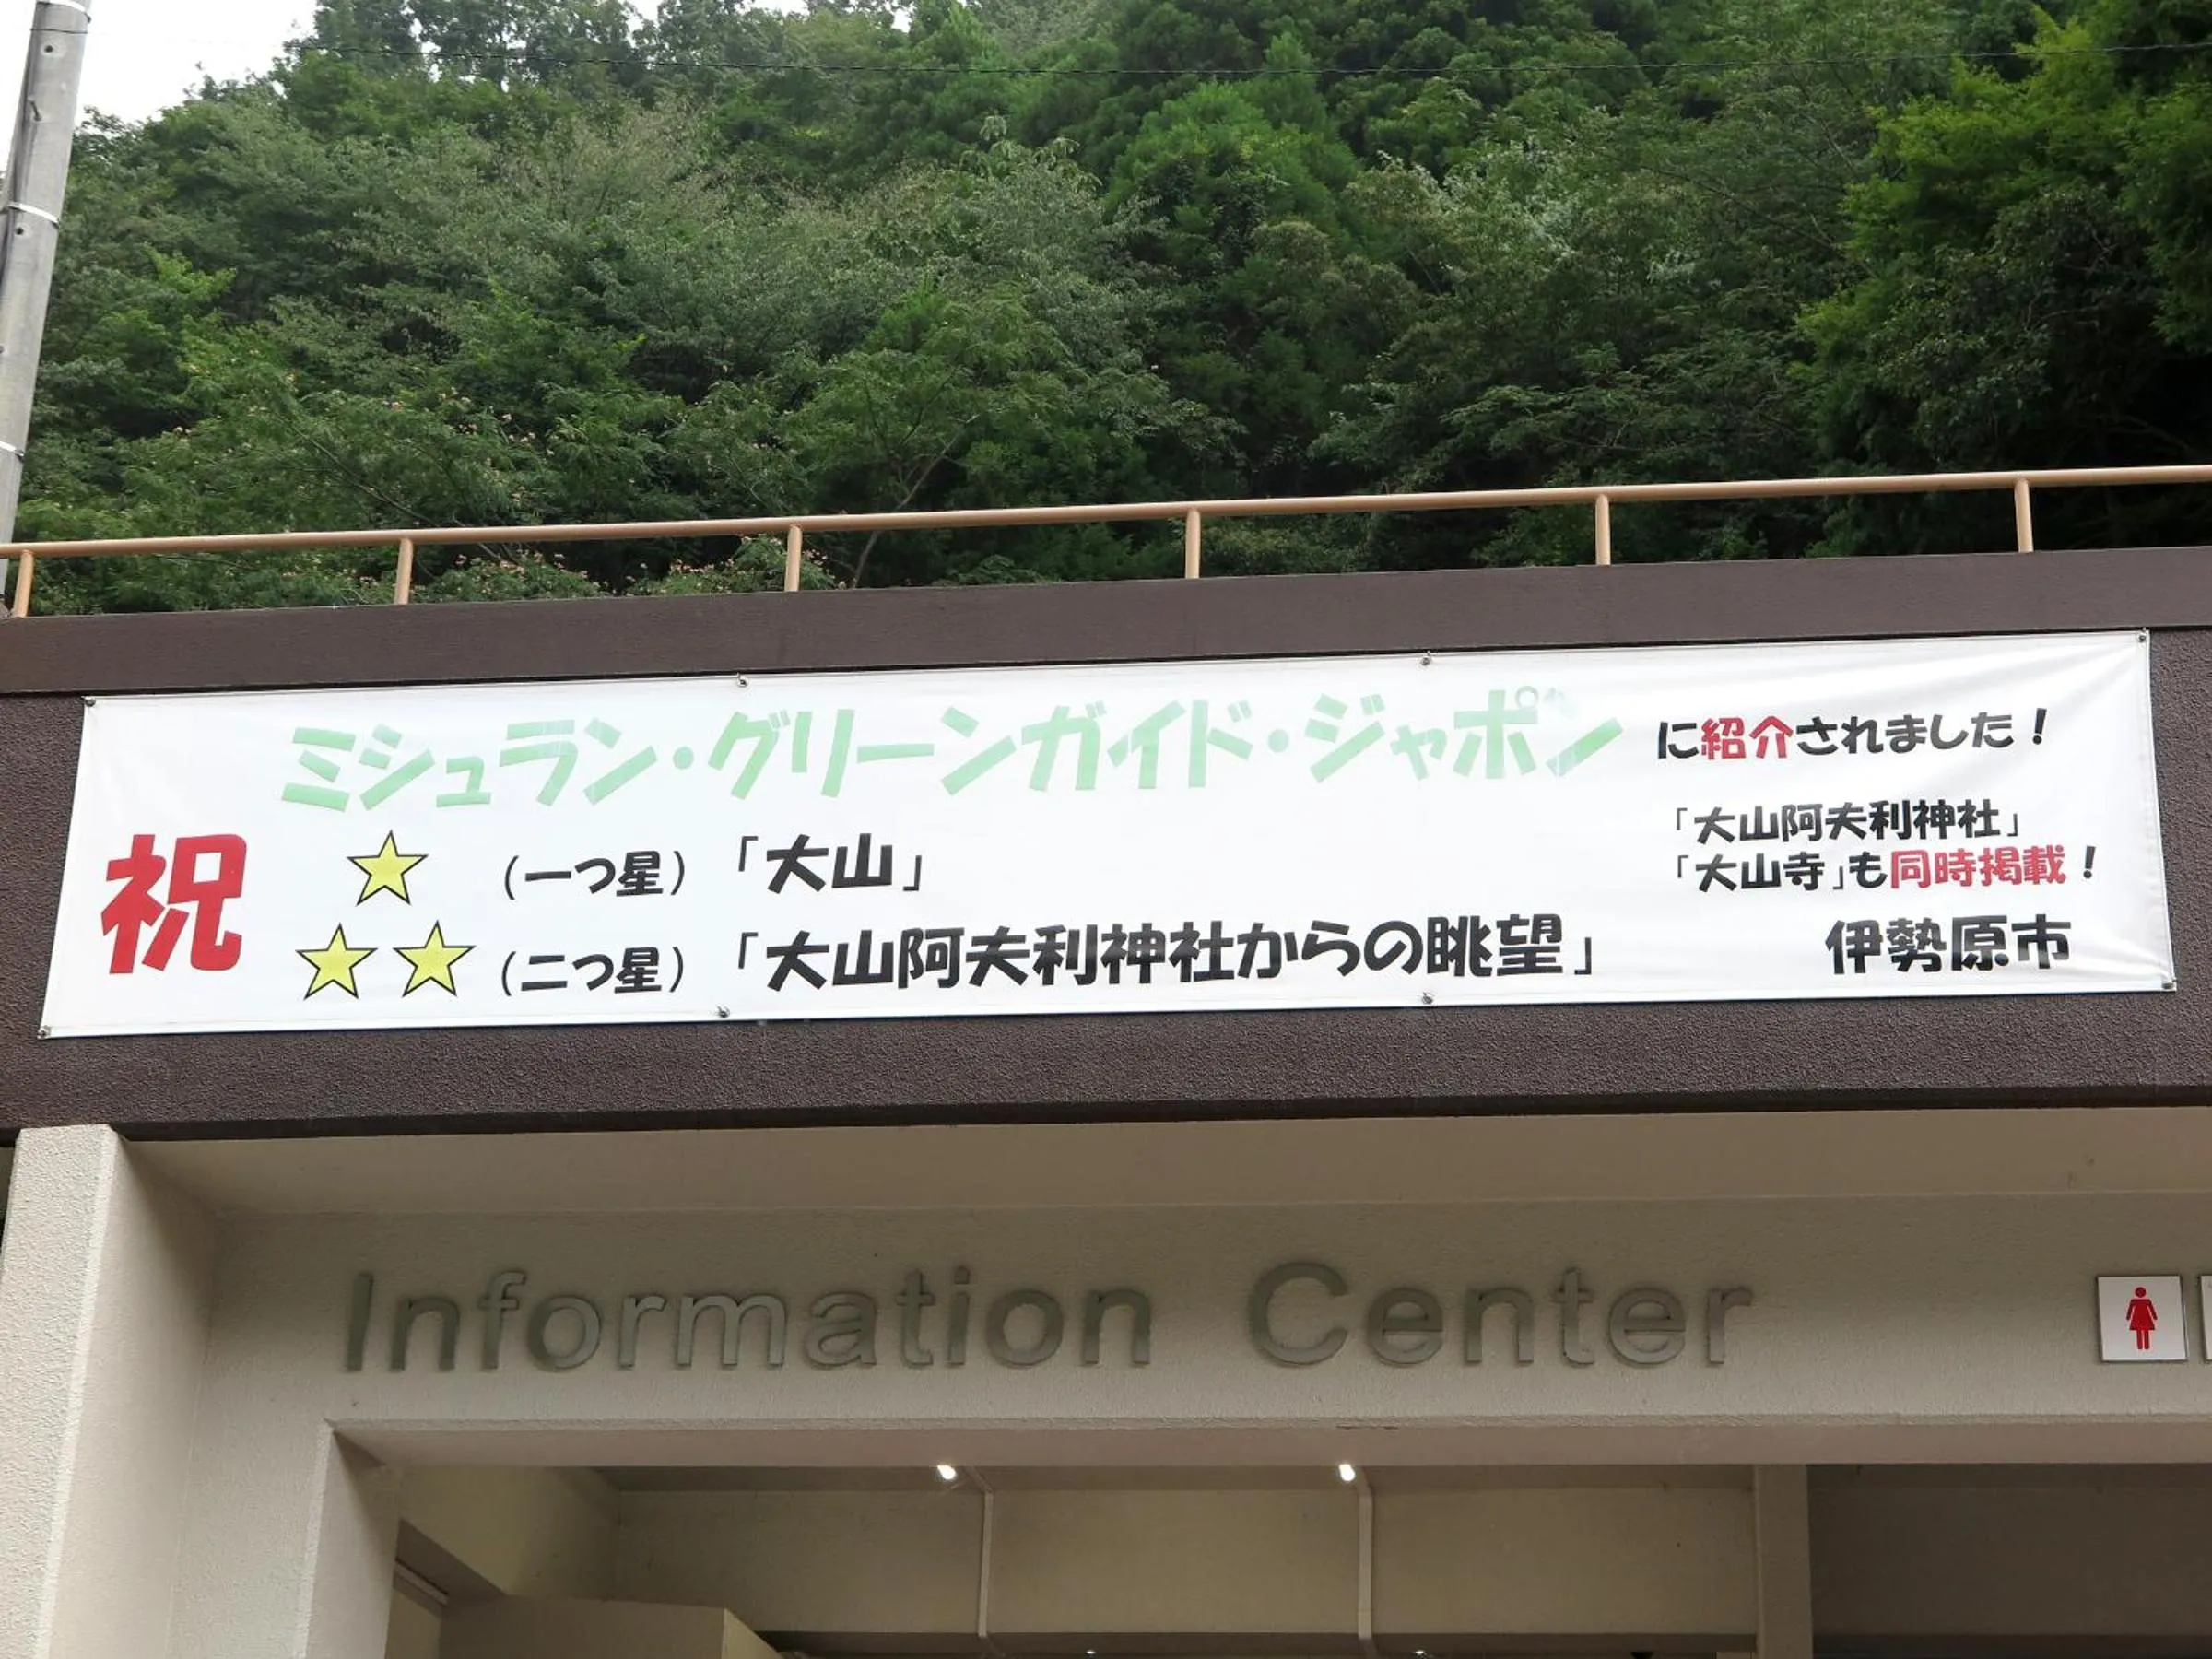 祝
ミシュラン・グリーンガイド・ジャポン に紹介されました！
★ (一つ星) 「大山」
★★ (二つ星) 「大山阿夫利神社からの眺望」
「大山阿夫利神社」
「大山寺」も同時掲載！
伊勢原市
Information Center